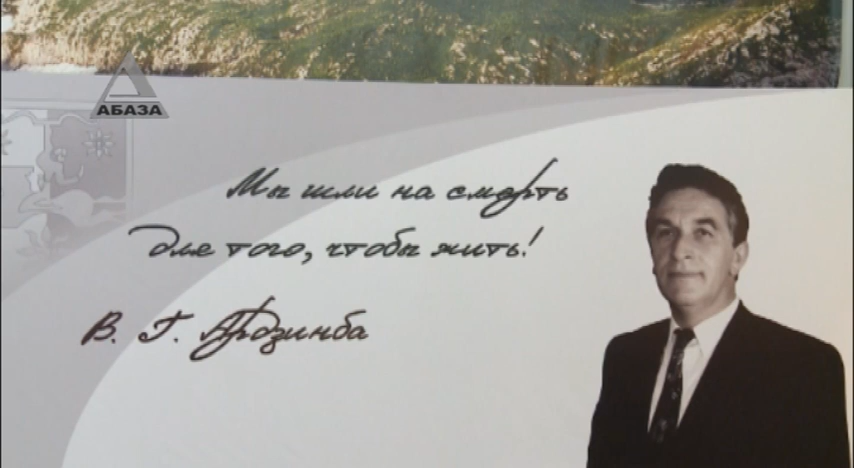 АБАЗА
Мы шли на смерть
для того, чтобы жить!
В. Г. Ардзинба